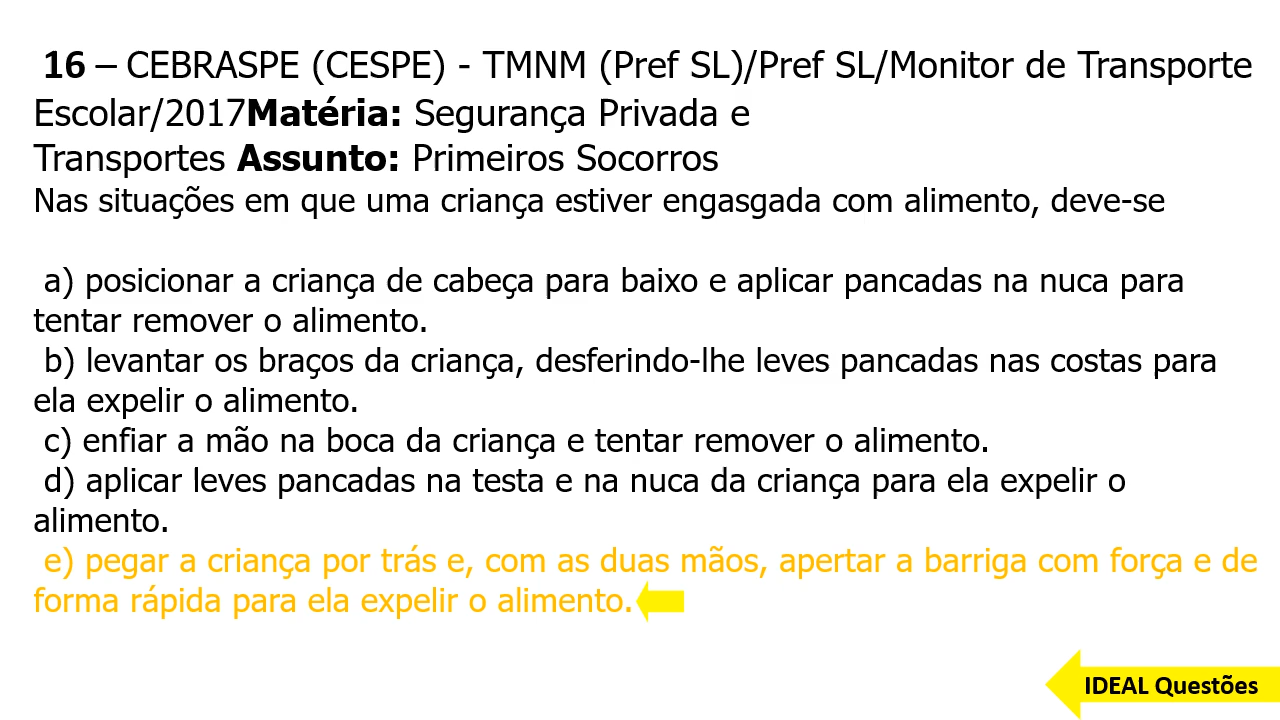 16 – CEBRASPE (CESPE) - TMNM (Pref SL)/Pref SL/Monitor de Transporte
Escolar/2017Matéria: Segurança Privada e
Transportes Assunto: Primeiros Socorros
Nas situações em que uma criança estiver engasgada com alimento, deve-se
a) posicionar a criança de cabeça para baixo e aplicar pancadas na nuca para
tentar remover o alimento.
b) levantar os braços da criança, desferindo-lhe leves pancadas nas costas para
ela expelir o alimento.
c) enfiar a mão na boca da criança e tentar remover o alimento.
d) aplicar leves pancadas na testa e na nuca da criança para ela expelir o
alimento.
e) pegar a criança por trás e, com as duas mãos, apertar a barriga com força e de
forma rápida para ela expelir o alimento.
IDEAL Questões